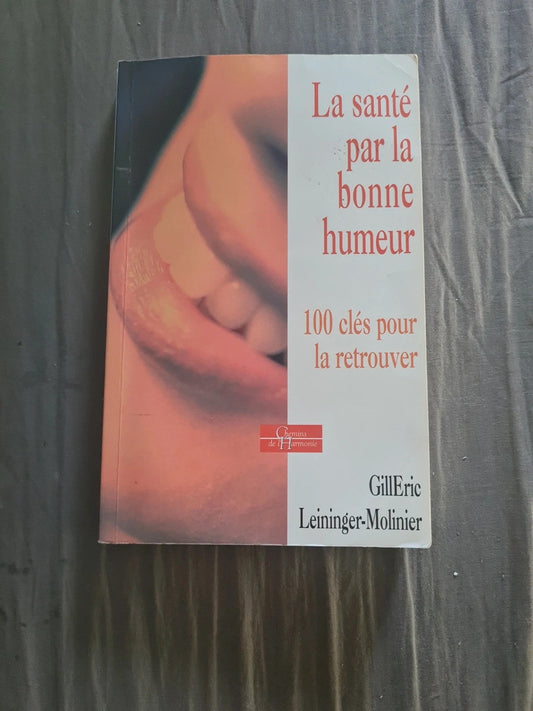 La santé
par la
bonne
humeur
100 clés pour
la retrouver
Chemins
de l'Harmonie
GillEric
Leininger-Molinier